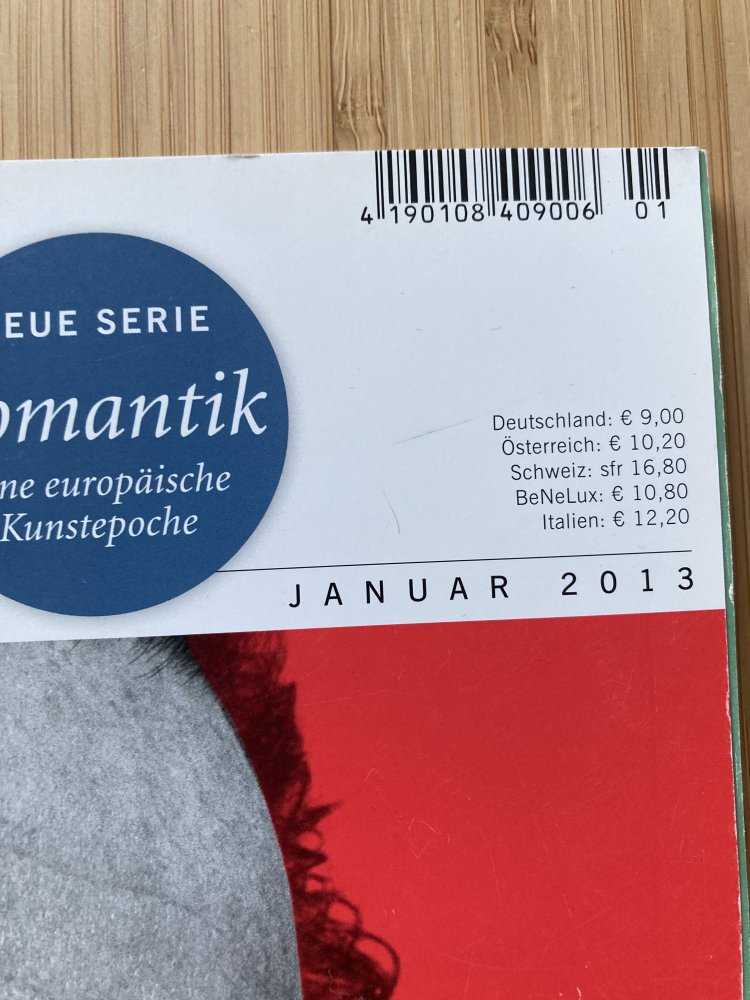 4 190108 409006 01
EUE SERIE
omantik
ne europäische
Kunstepoche
Deutschland: € 9,00
Österreich: € 10,20
Schweiz: sfr 16,80
BeNeLux: € 10,80
Italien: € 12,20
JANUAR 2013